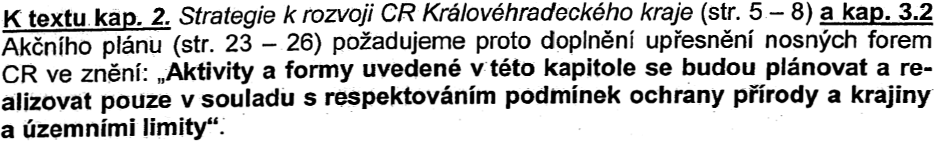 K textu kap. 2. Strategie k rozvoji CR Královéhradeckého kraje (str. 5 – 8) a kap. 3.2
Akčního plánu (str. 23 – 26) požadujeme proto doplnění upřesnění nosných forem
CR ve znění: „Aktivity a formy uvedené v této kapitole se budou plánovat a re-
alizovat pouze v souladu s respektováním podmínek ochrany přírody a krajiny
a územními limity“.